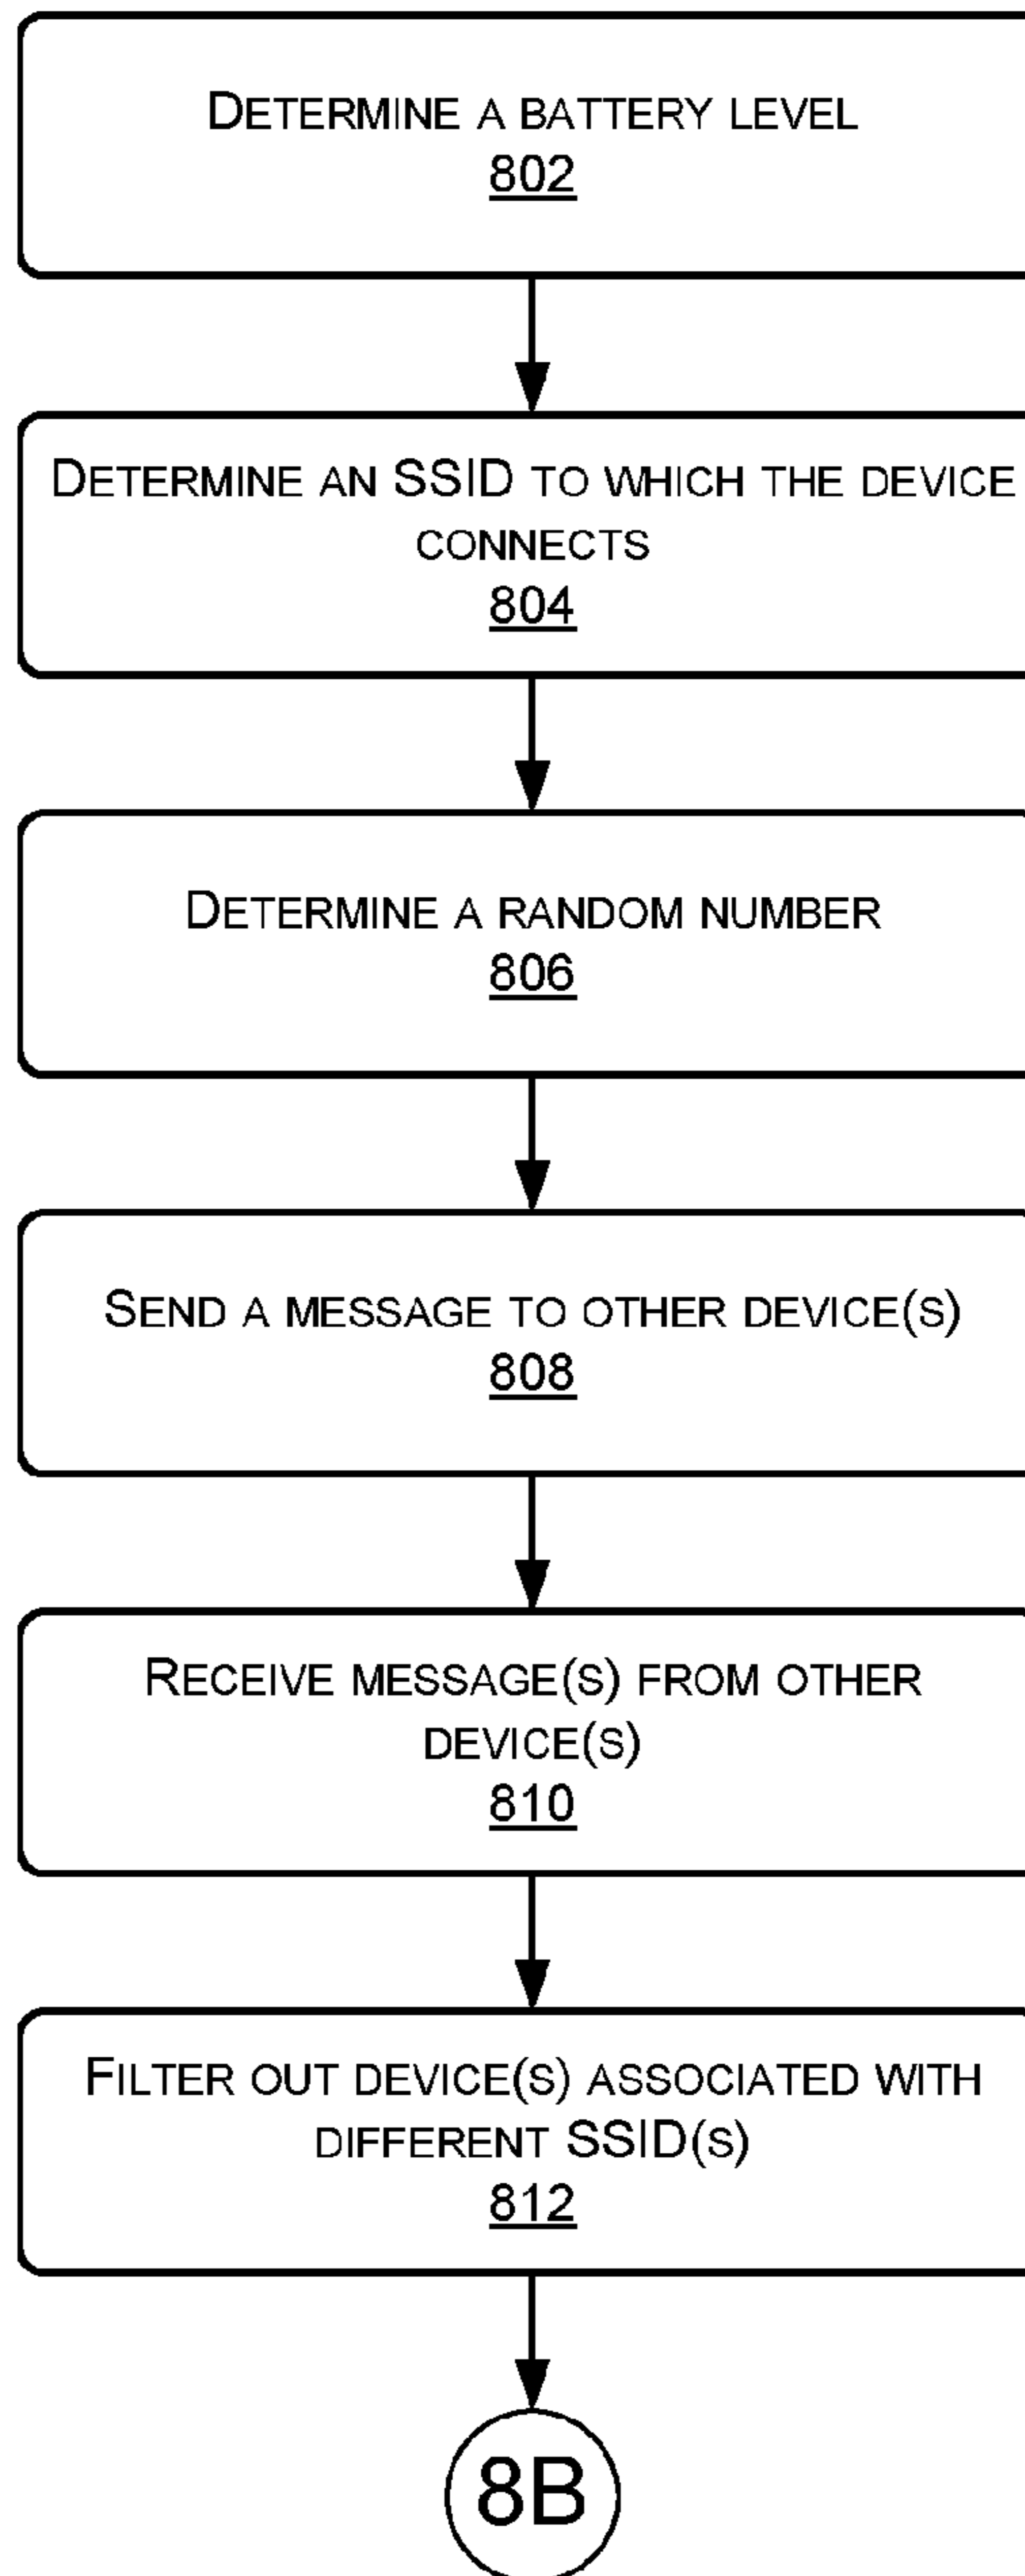 DETERMINE A BATTERY LEVEL
802
DETERMINE AN SSID TO WHICH THE DEVICE
CONNECTS
804
DETERMINE A RANDOM NUMBER
806
SEND A MESSAGE TO OTHER DEVICE(S)
808
RECEIVE MESSAGE(S) FROM OTHER
DEVICE(S)
810
FILTER OUT DEVICE(S) ASSOCIATED WITH
DIFFERENT SSID(S)
812
8B